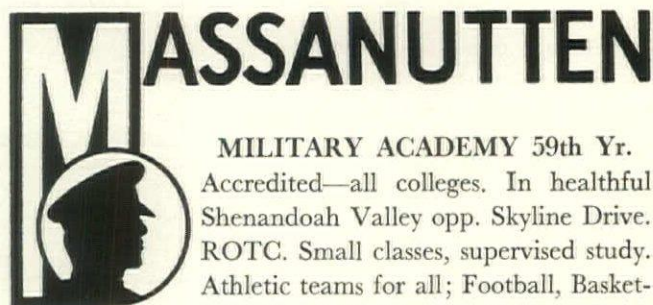 MASSANUTTEN
MILITARY ACADEMY 59th Yr.
Accredited—all colleges. In healthful
Shenandoah Valley opp. Skyline Drive.
ROTC. Small classes, supervised study.
Athletic teams for all; Football, Basket-